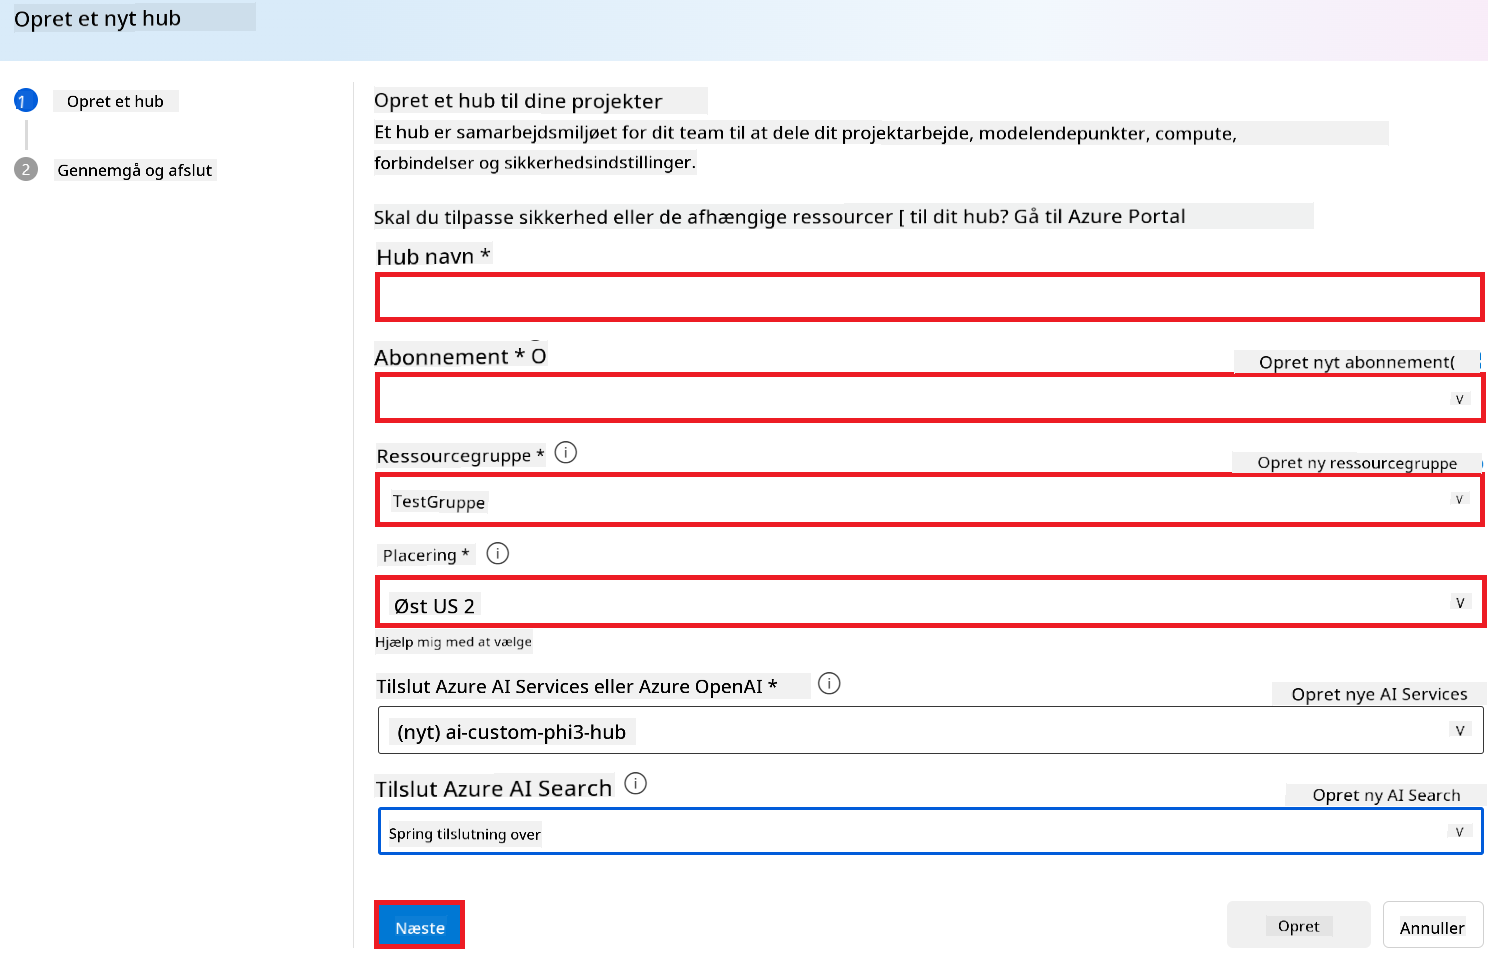 Opret et nyt hub
1 Opret et hub
2 Gennemgå og afslut
Opret et hub til dine projekter
Et hub er samarbejdsmiljøet for dit team til at dele dit projektarbejde, modelendepunkter, compute,
forbindelser og sikkerhedsindstillinger.
Skal du tilpasse sikkerhed eller de afhængige ressourcer [ til dit hub? Gå til Azure Portal
Hub navn *
Abonnement * O
Opret nyt abonnement(
v
Ressourcegruppe *
Opret ny ressourcegruppe
TestGruppe
v
Placering *
Øst US 2
v
Hjælp mig med at vælge
Tilslut Azure AI Services eller Azure OpenAI *
Opret nye AI Services
(nyt) ai-custom-phi3-hub
v
Tilslut Azure AI Search
Opret ny AI Search
Spring tilslutning over
v
Næste
Opret
Annuller